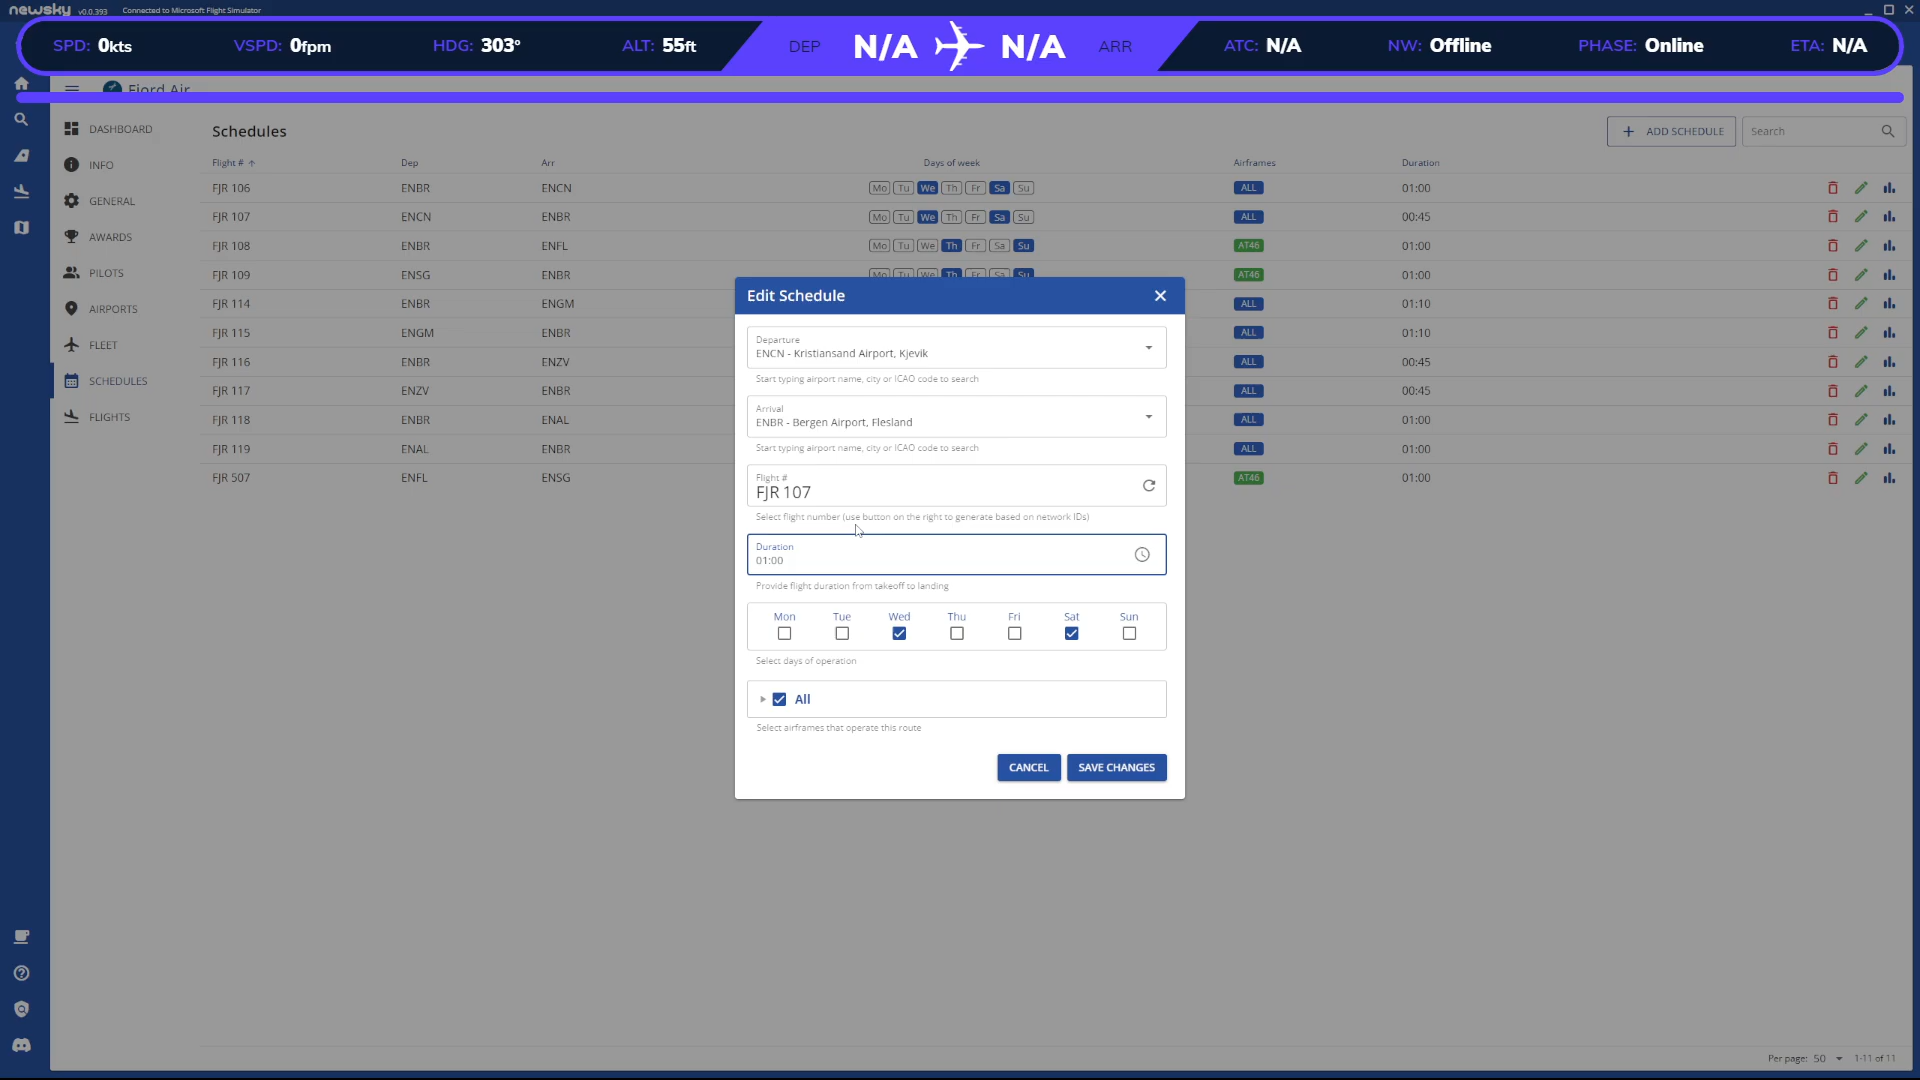 newsky v0.0.393 Connected to Microsoft Flight Simulator
SPD: 0kts VSPD: 0fpm HDG: 303° ALT: 55ft DEP N/A N/A ARR ATC: N/A NW: Offline PHASE: Online ETA: N/A
Fjord Air
DASHBOARD
INFO
GENERAL
AWARDS
PILOTS
AIRPORTS
FLEET
SCHEDULES
FLIGHTS
Schedules
ADD SCHEDULE
Search
Flight # Dep Arr Days of week Airframes Duration
FJR 106 ENBR ENCN Mo Tu We Th Fr Sa Su ALL 01:00
FJR 107 ENCN ENBR Mo Tu We Th Fr Sa Su ALL 00:45
FJR 108 ENBR ENFL Mo Tu We Th Fr Sa Su AT46 01:00
FJR 109 ENSG ENBR Mo Tu We Th Fr Sa Su AT46 01:00
FJR 114 ENBR ENGM ALL 01:10
FJR 115 ENGM ENBR ALL 01:10
FJR 116 ENBR ENZV ALL 00:45
FJR 117 ENZV ENBR ALL 00:45
FJR 118 ENBR ENAL ALL 01:00
FJR 119 ENAL ENBR ALL 01:00
FJR 507 ENFL ENSG AT46 01:00
Edit Schedule
Departure
ENCN - Kristiansand Airport, Kjevik
Start typing airport name, city or ICAO code to search
Arrival
ENBR - Bergen Airport, Flesland
Start typing airport name, city or ICAO code to search
Flight #
FJR 107
Select flight number (use button on the right to generate based on network IDs)
Duration
01:00
Provide flight duration from takeoff to landing
Mon Tue Wed Thu Fri Sat Sun
Select days of operation
All
Select airframes that operate this route
CANCEL SAVE CHANGES
Per page: 50 1-11 of 11